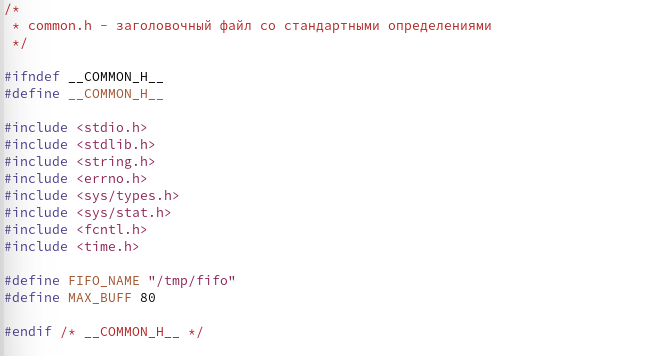 /*
 * common.h - заголовочный файл со стандартными определениями
 */
#ifndef __COMMON_H__
#define __COMMON_H__
#include <stdio.h>
#include <stdlib.h>
#include <string.h>
#include <errno.h>
#include <sys/types.h>
#include <sys/stat.h>
#include <fcntl.h>
#include <time.h>
#define FIFO_NAME "/tmp/fifo"
#define MAX_BUFF 80
#endif /* __COMMON_H__ */